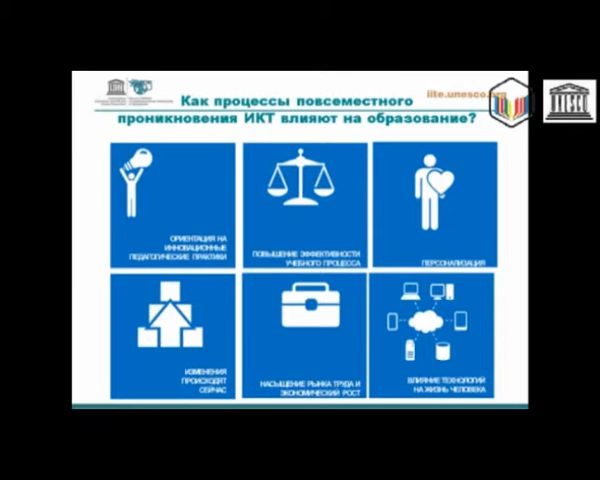 iite.unesco.org
Как процессы повсеместного
проникновения ИКТ влияют на образование?
ОРИЕНТАЦИЯ НА
ИННОВАЦИОННЫЕ
ПЕДАГОГИЧЕСКИЕ ПРАКТИКИ
ПОВЫШЕНИЕ ЭФФЕКТИВНОСТИ
УЧЕБНОГО ПРОЦЕССА
ПЕРСОНАЛИЗАЦИЯ
ИЗМЕНЕНИЯ
ПРОИСХОДЯТ
СЕЙЧАС
НАСЫЩЕНИЕ РЫНКА ТРУДА И
ЭКОНОМИЧЕСКИЙ РОСТ
ВЛИЯНИЕ ТЕХНОЛОГИЙ
НА ЖИЗНЬ ЧЕЛОВЕКА
UNESCO